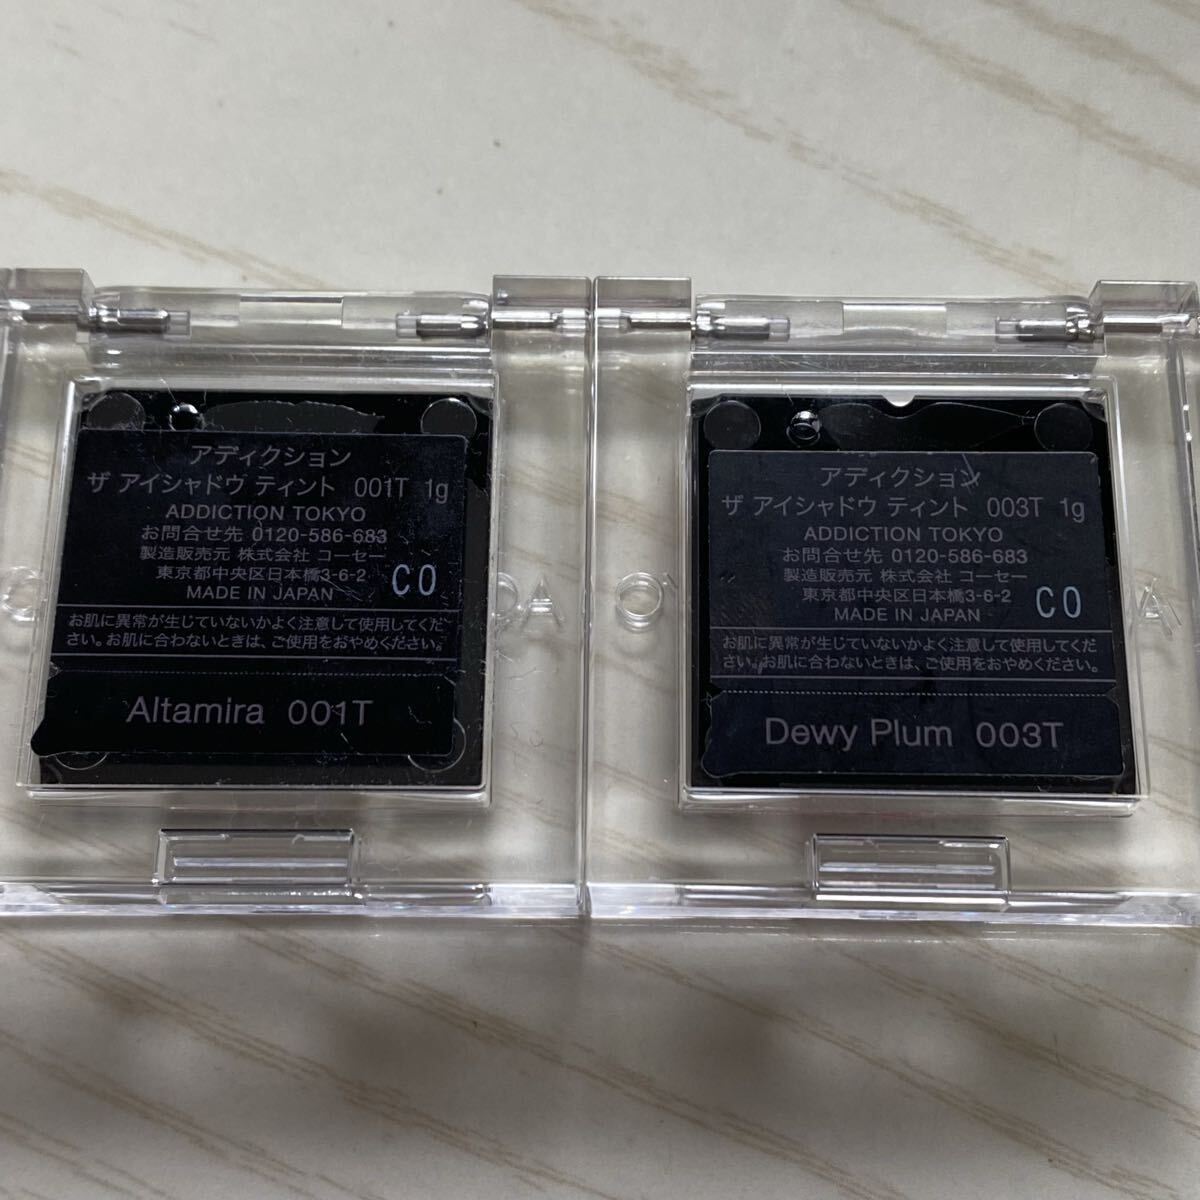 アディクション
ザ アイシャドウ ティント 001T 1g
ADDICTION TOKYO
お問合せ先 0120-586-683
製造販売元 株式会社 コーセー
東京都中央区日本橋3-6-2
MADE IN JAPAN
CO
お肌に異常が生じていないかよく注意して使用してくだ
さい。お肌に合わないときは、ご使用をおやめください。
Altamira 001T
アディクション
ザ アイシャドウ ティント 003T 1g
ADDICTION TOKYO
お問合せ先 0120-586-683
製造販売元 株式会社 コーセー
東京都中央区日本橋3-6-2
MADE IN JAPAN
CO
お肌に異常が生じていないかよく注意して使用してくだ
さい。お肌に合わないときは、ご使用をおやめください。
Dewy Plum 003T